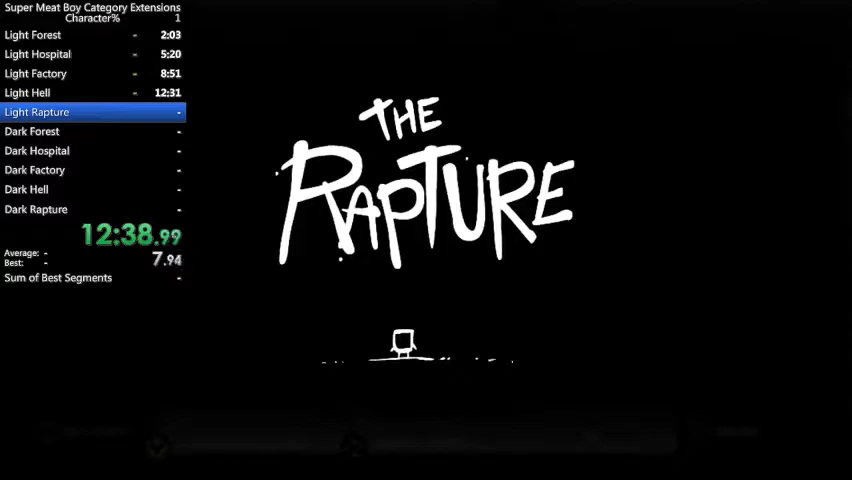 Super Meat Boy Category Extensions
Character% 1
Light Forest - 2:03
Light Hospital - 5:20
Light Factory - 8:51
Light Hell - 12:31
Light Rapture -
Dark Forest -
Dark Hospital -
Dark Factory -
Dark Hell -
Dark Rapture -
12:38.99
Average: -
Best: - 7.94
Sum of Best Segments -
THE
RAPTURE